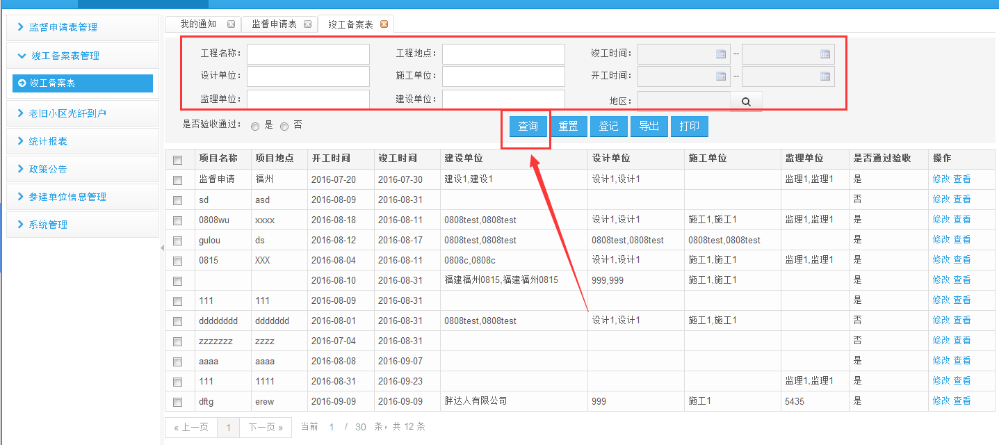 我的通知 监督申请表 竣工备案表
监督申请表管理
竣工备案表管理
竣工备案表
老旧小区光纤到户
统计报表
政策公告
参建单位信息管理
系统管理
工程名称： 工程地点： 竣工时间： --
设计单位： 施工单位： 开工时间： --
监理单位： 建设单位： 地区：
是否验收通过： 是 否 查询 重置 登记 导出 打印
项目名称 项目地点 开工时间 竣工时间 建设单位 设计单位 施工单位 监理单位 是否通过验收 操作
监督申请 福州 2016-07-20 2016-07-30 建设1,建设1 设计1,设计1 监理1,监理1 是 修改 查看
sd asd 2016-08-09 2016-08-31 否 修改 查看
0808wu xxxx 2016-08-18 2016-08-11 0808test,0808test 设计1,设计1 施工1,施工1 监理1,监理1 是 修改 查看
gulou ds 2016-08-12 2016-08-17 0808test,0808test 0808test,0808test 0808test,0808test 是 修改 查看
0815 XXX 2016-08-04 2016-08-11 0808c,0808c 设计1,设计1 施工1,施工1 监理1,监理1 是 修改 查看
2016-08-10 2016-08-31 福建福州0815,福建福州0815 999,999 施工1,施工1 是 修改 查看
111 111 2016-08-09 2016-08-31 是 修改 查看
dddddddd ddddddd 2016-08-01 2016-08-31 0808test,0808test 设计1,设计1 施工1,施工1 否 修改 查看
zzzzzzz zzzz 2016-07-04 2016-08-31 否 修改 查看
aaaa aaaa 2016-08-08 2016-09-07 是 修改 查看
111 1111 2016-08-31 2016-09-23 监理1,监理1 是 修改 查看
dftg erew 2016-09-09 2016-09-09 胖达人有限公司 999 施工1 5435 是 修改 查看
« 上一页 1 下一页 » 当前 1 / 30 条，共 12 条